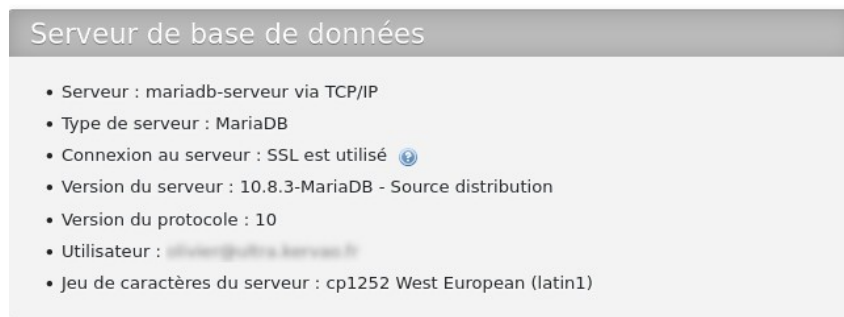 Serveur de base de données
• Serveur : mariadb-serveur via TCP/IP
• Type de serveur : MariaDB
• Connexion au serveur : SSL est utilisé
• Version du serveur : 10.8.3-MariaDB - Source distribution
• Version du protocole : 10
• Utilisateur :
• Jeu de caractères du serveur : cp1252 West European (latin1)